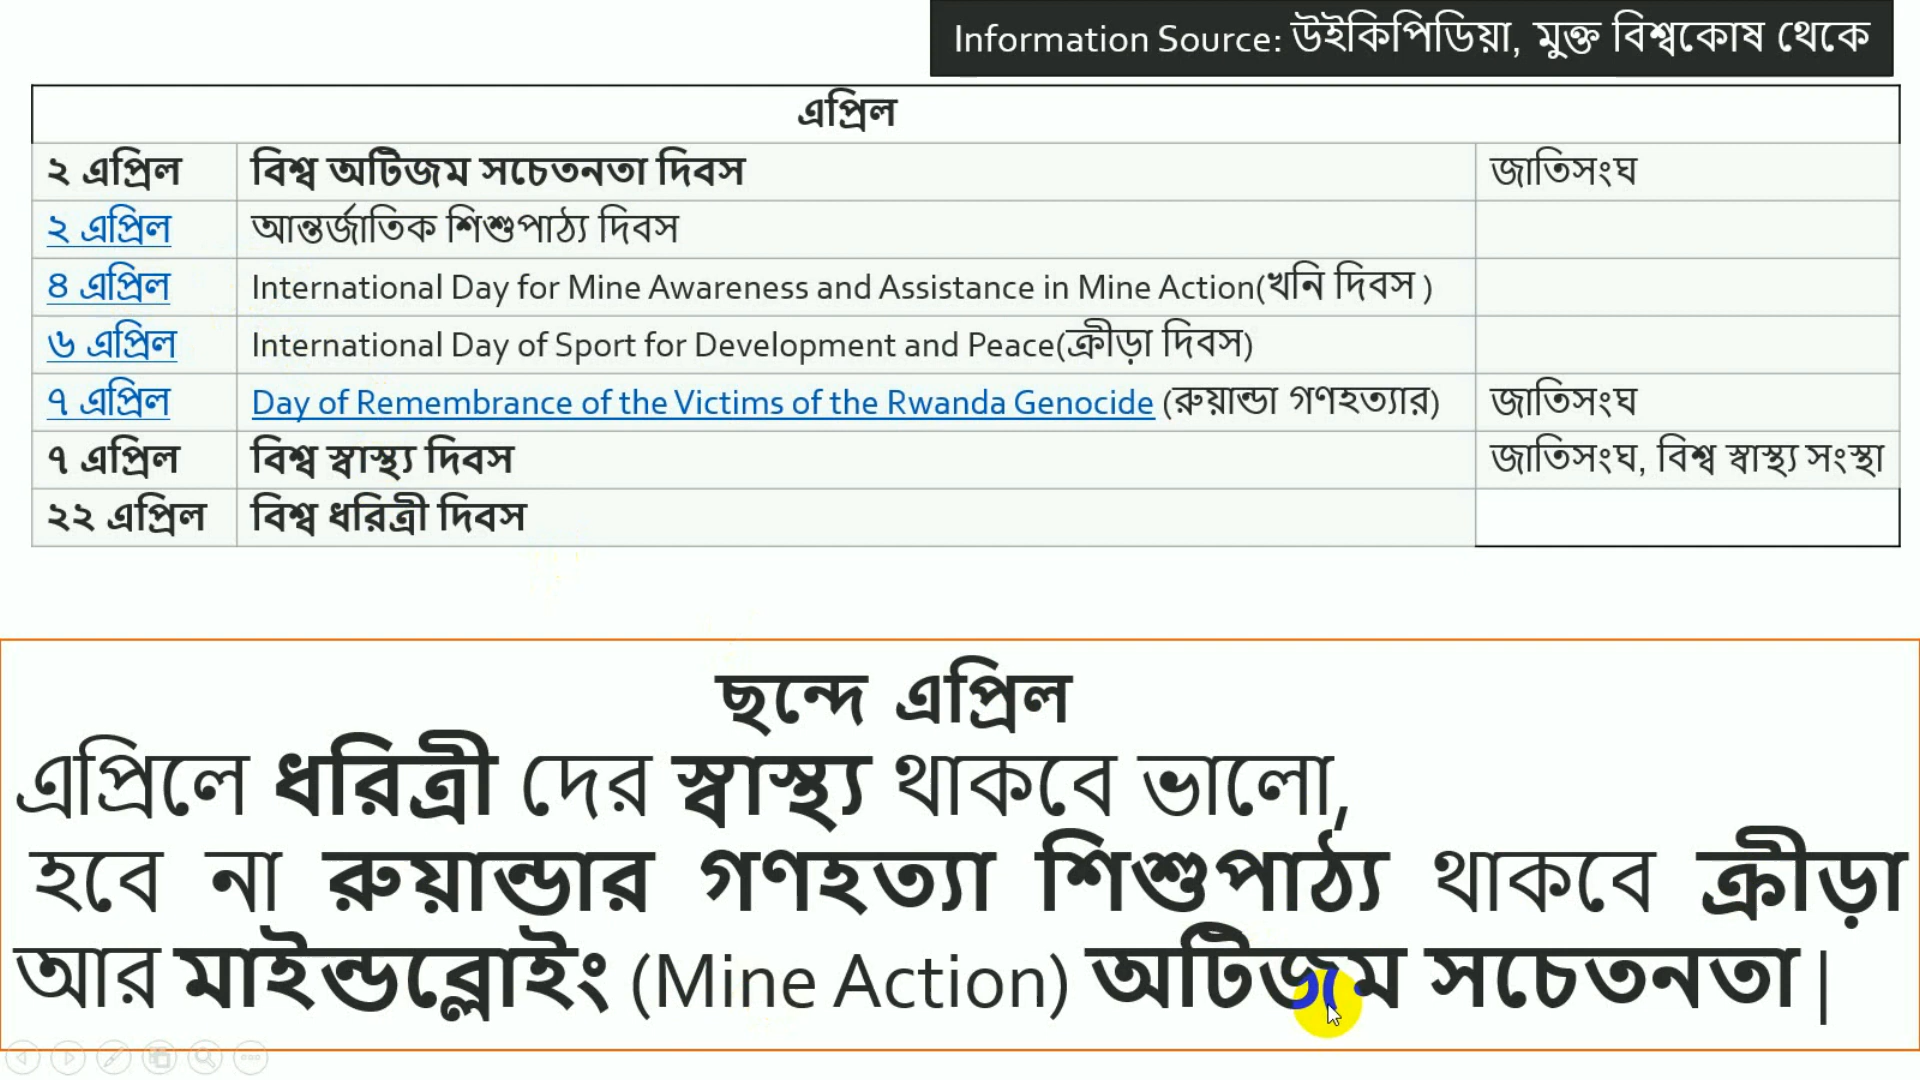 Information Source: উইকিপিডিয়া, মুক্ত বিশ্বকোষ থেকে
এপ্রিল
২ এপ্রিল বিশ্ব অটিজম সচেতনতা দিবস জাতিসংঘ
২ এপ্রিল আন্তর্জাতিক শিশুপাঠ্য দিবস
৪ এপ্রিল International Day for Mine Awareness and Assistance in Mine Action(খনি দিবস )
৬ এপ্রিল International Day of Sport for Development and Peace(ক্রীড়া দিবস)
৭ এপ্রিল Day of Remembrance of the Victims of the Rwanda Genocide (রুয়ান্ডা গণহত্যার) জাতিসংঘ
৭ এপ্রিল বিশ্ব স্বাস্থ্য দিবস জাতিসংঘ, বিশ্ব স্বাস্থ্য সংস্থা
২২ এপ্রিল বিশ্ব ধরিত্রী দিবস
ছন্দে এপ্রিল
এপ্রিলে ধরিত্রী দের স্বাস্থ্য থাকবে ভালো,
হবে না রুয়ান্ডার গণহত্যা শিশুপাঠ্য থাকবে ক্রীড়া
আর মাইন্ডব্লোইং (Mine Action) অটিজম সচেতনতা|